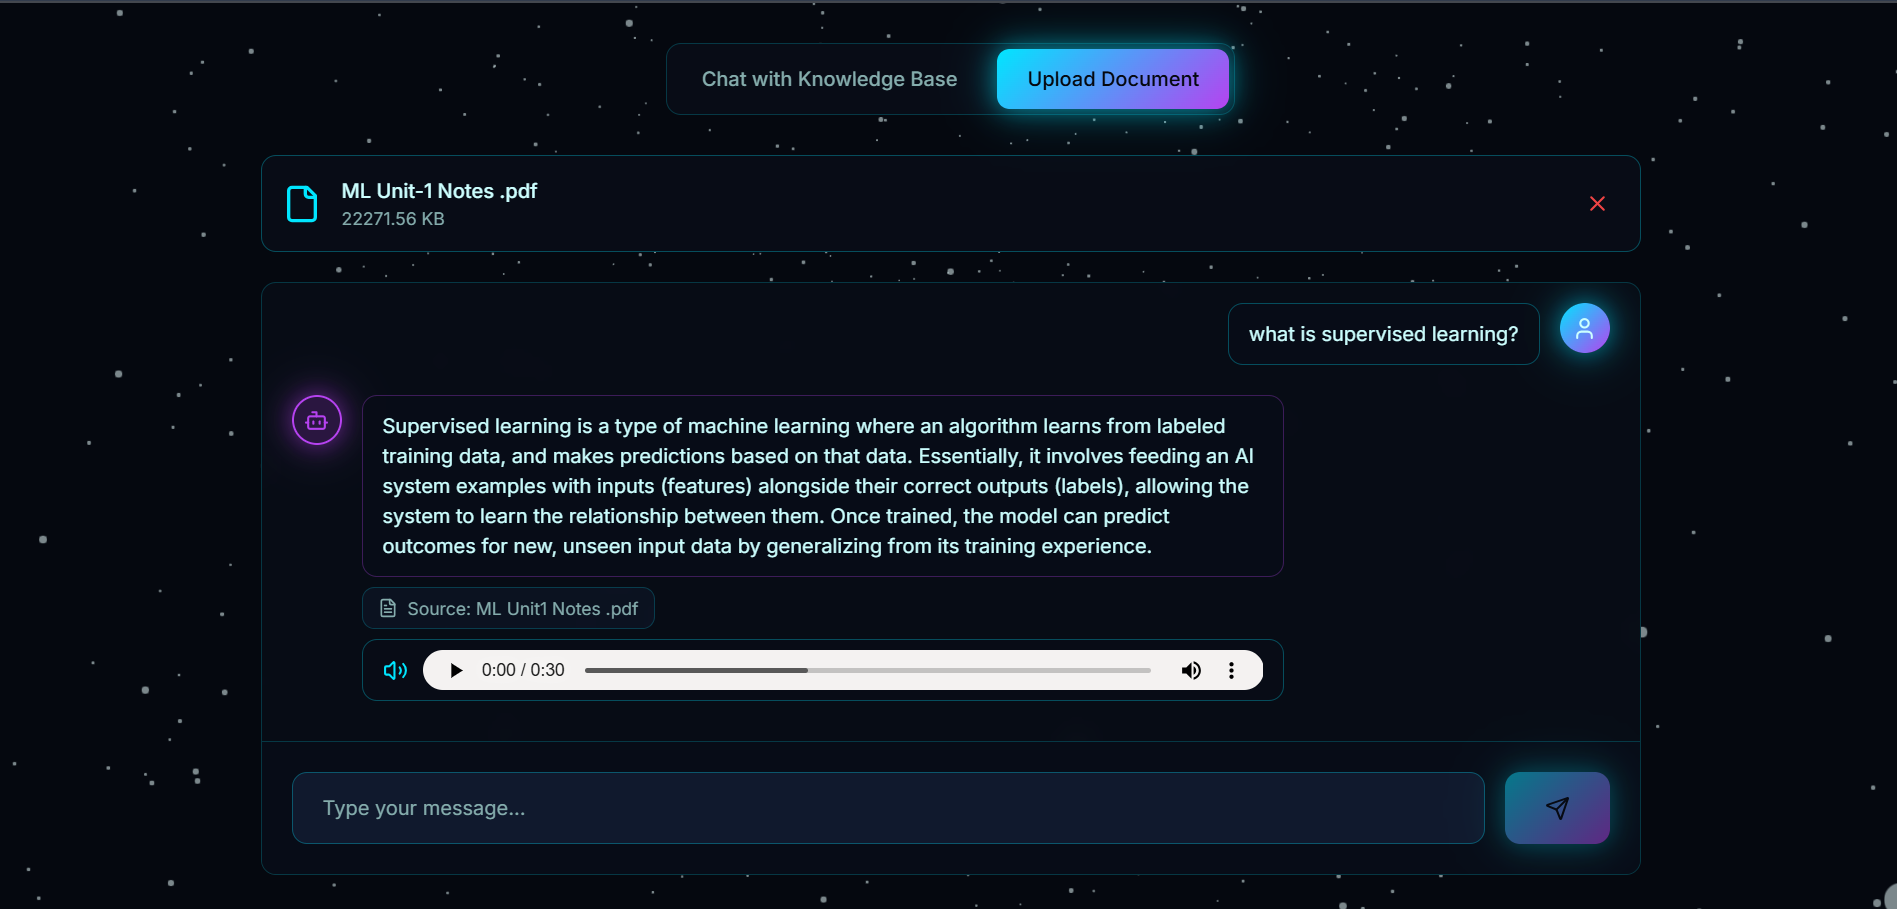 Chat with Knowledge Base
Upload Document
ML Unit-1 Notes .pdf
22271.56 KB
what is supervised learning?
Supervised learning is a type of machine learning where an algorithm learns from labeled
training data, and makes predictions based on that data. Essentially, it involves feeding an AI
system examples with inputs (features) alongside their correct outputs (labels), allowing the
system to learn the relationship between them. Once trained, the model can predict
outcomes for new, unseen input data by generalizing from its training experience.
Source: ML Unit1 Notes .pdf
0:00 / 0:30
Type your message...